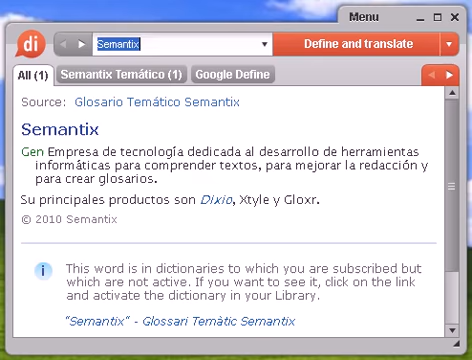 Menu
di
Semantix
Define and translate
All (1)
Semantix Temático (1)
Google Define
Source: Glosario Temático Semantix
Semantix
Gen Empresa de tecnología dedicada al desarrollo de herramientas
informáticas para comprender textos, para mejorar la redacción y
para crear glosarios.
Su principales producto son Dixio, Xtyle y Gloxr.
© 2010 Semantix
i
This word is in dictionaries to which you are subscribed but
which are not active. If you want to see it, click on the link
and activate the dictionary in your Library.
"Semantix" - Glossari Temàtic Semantix